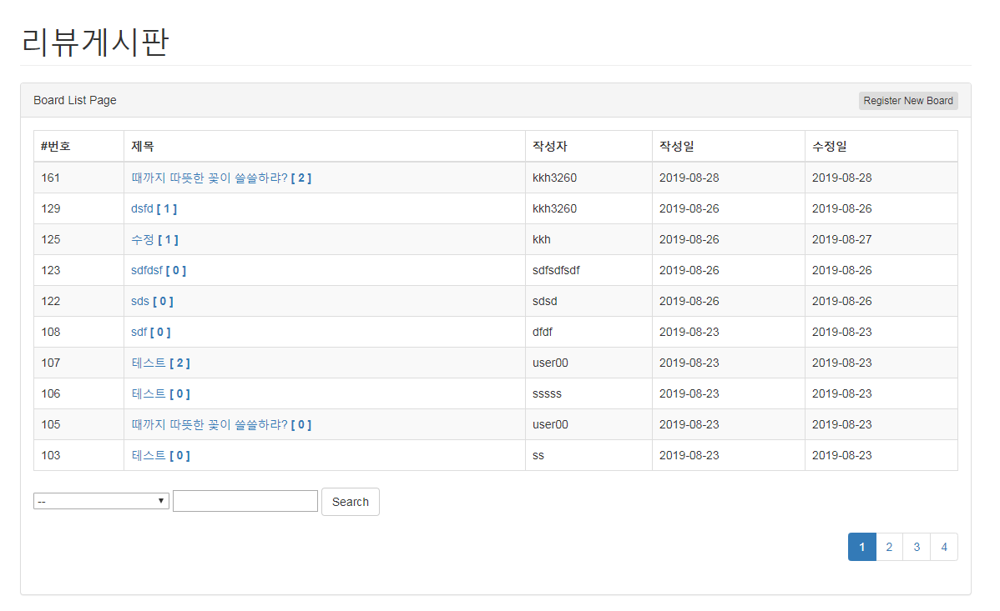 리뷰게시판
Board List Page Register New Board
#번호 제목 작성자 작성일 수정일
161 때까지 따뜻한 꽃이 쓸쓸하랴? [ 2 ] kkh3260 2019-08-28 2019-08-28
129 dsfd [ 1 ] kkh3260 2019-08-26 2019-08-26
125 수정 [ 1 ] kkh 2019-08-26 2019-08-27
123 sdfdsf [ 0 ] sdfsdfsdf 2019-08-26 2019-08-26
122 sds [ 0 ] sdsd 2019-08-26 2019-08-26
108 sdf [ 0 ] dfdf 2019-08-23 2019-08-23
107 테스트 [ 2 ] user00 2019-08-23 2019-08-23
106 테스트 [ 0 ] sssss 2019-08-23 2019-08-23
105 때까지 따뜻한 꽃이 쓸쓸하랴? [ 0 ] user00 2019-08-23 2019-08-23
103 테스트 [ 0 ] ss 2019-08-23 2019-08-23
-- Search
1 2 3 4